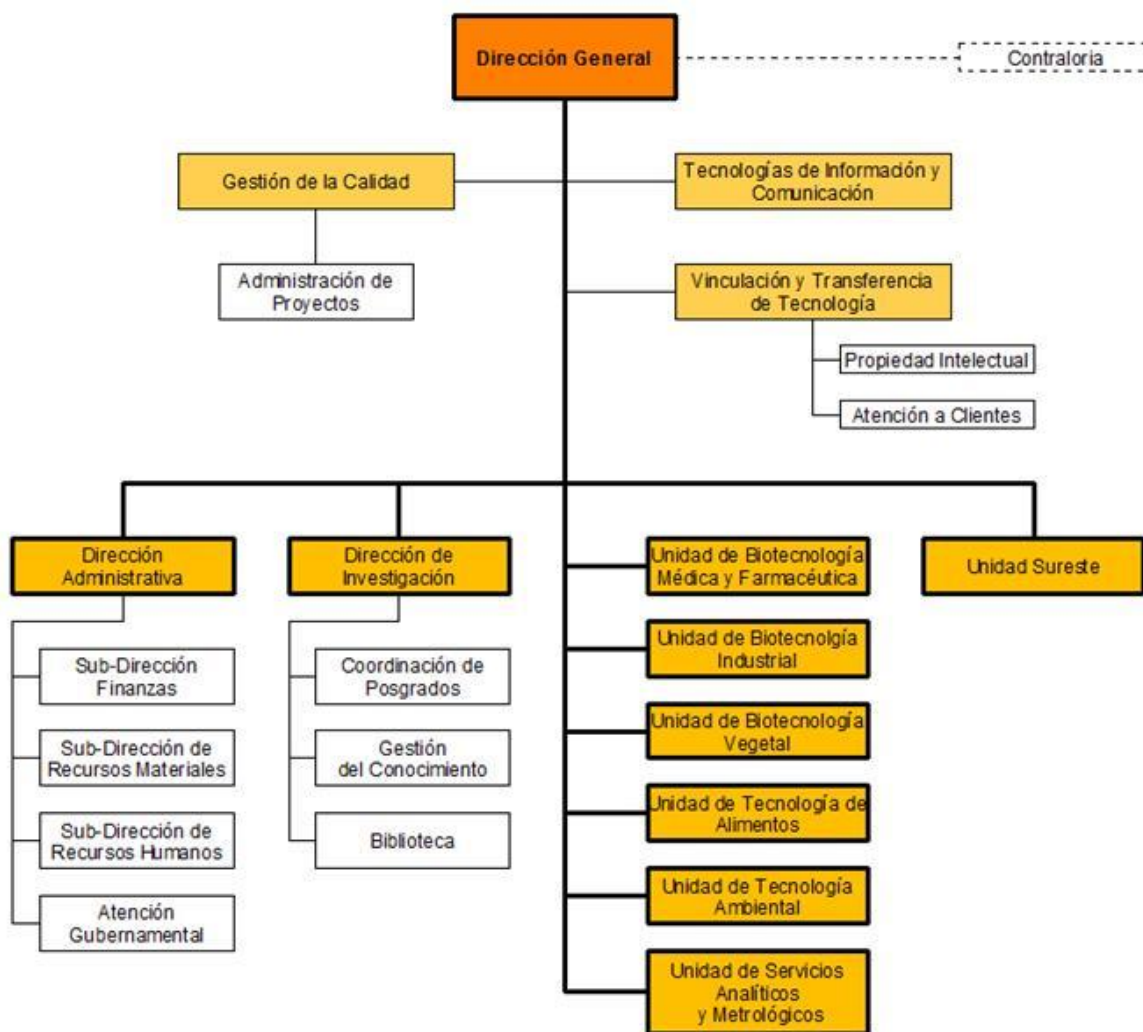 Dirección General
Contraloria
Gestión de la Calidad
Tecnologías de Información y
Comunicación
Administración de
Proyectos
Vinculación y Transferencia
de Tecnología
Propiedad Intelectual
Atención a Clientes
Dirección
Administrativa
Sub-Dirección
Finanzas
Sub-Dirección de
Recursos Materiales
Sub-Dirección de
Recursos Humanos
Atención
Gubernamental
Dirección de
Investigación
Coordinación de
Posgrados
Gestión
del Conocimiento
Biblioteca
Unidad de Biotecnología
Médica y Farmacéutica
Unidad de Biotecnolgía
Industrial
Unidad de Biotecnología
Vegetal
Unidad de Tecnología de
Alimentos
Unidad de Tecnología
Ambiental
Unidad de Servicios
Analíticos
y Metrológicos
Unidad Sureste